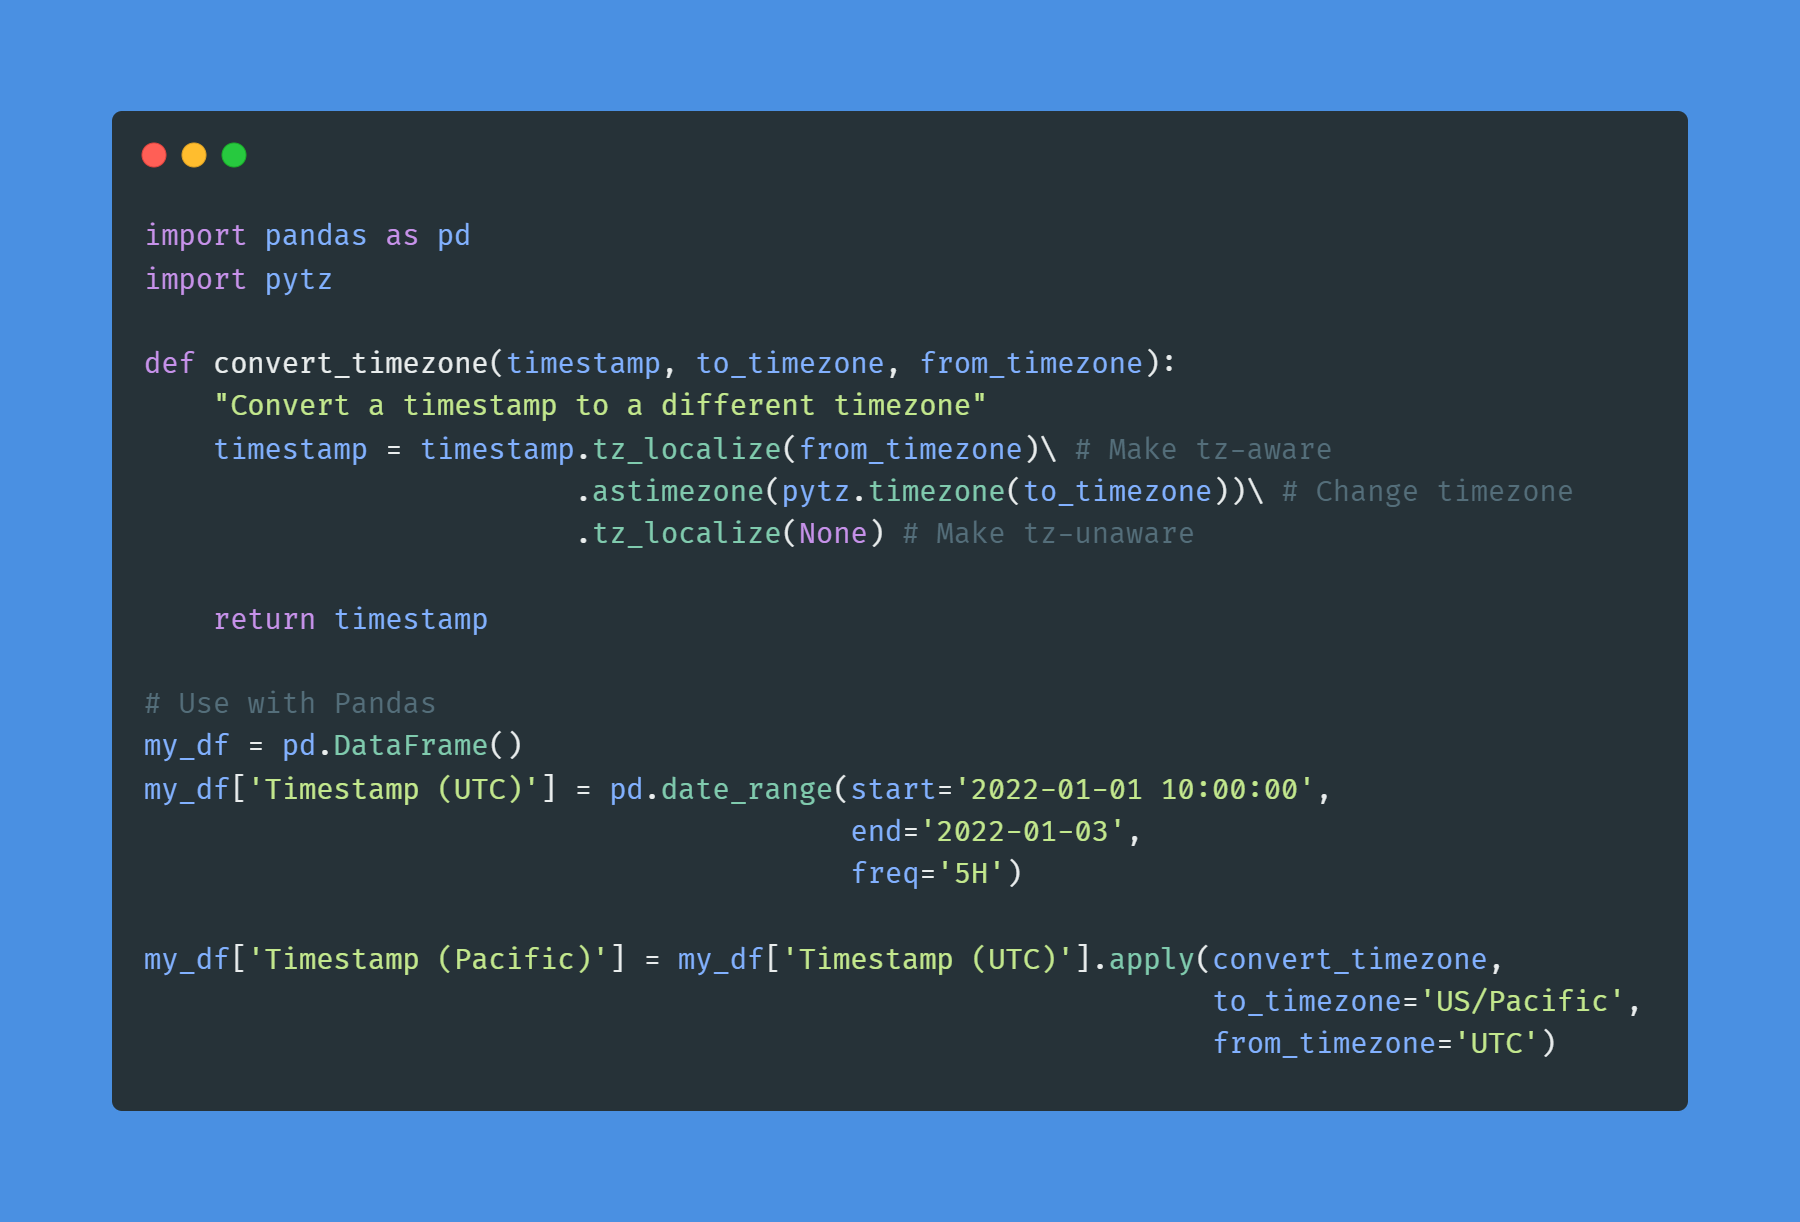 import pandas as pd
import pytz

def convert_timezone(timestamp, to_timezone, from_timezone):
    "Convert a timestamp to a different timezone"
    timestamp = timestamp.tz_localize(from_timezone)\ # Make tz-aware
                         .astimezone(pytz.timezone(to_timezone))\ # Change timezone
                         .tz_localize(None) # Make tz-unaware

    return timestamp

# Use with Pandas
my_df = pd.DataFrame()
my_df['Timestamp (UTC)'] = pd.date_range(start='2022-01-01 10:00:00',
                                         end='2022-01-03',
                                         freq='5H')

my_df['Timestamp (Pacific)'] = my_df['Timestamp (UTC)'].apply(convert_timezone,
                                                              to_timezone='US/Pacific',
                                                              from_timezone='UTC')